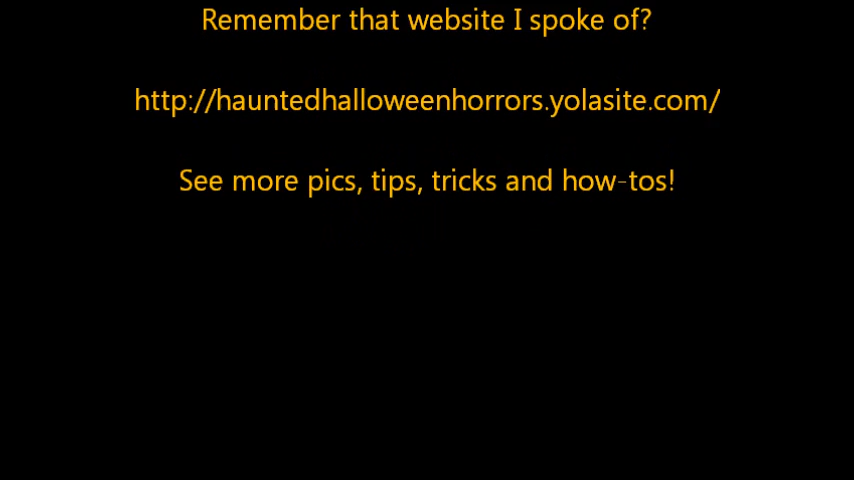 Remember that website I spoke of?
http://hauntedhalloweenhorrors.yolasite.com/
See more pics, tips, tricks and how-tos!